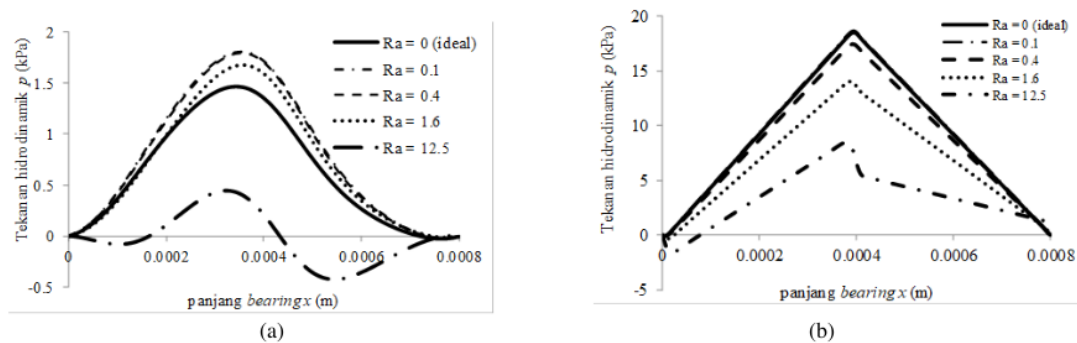 2
1.5
1
0.5
0
-0.5
Tekanan hidrodinamik p (kPa)
Ra = 0 (ideal)
Ra = 0.1
Ra = 0.4
Ra = 1.6
Ra = 12.5
0 0.0002 0.0004 0.0006 0.0008
panjang bearing x (m)
(a)
20
15
10
5
0
-5
Tekanan hidrodinamik p (kPa)
Ra = 0 (ideal)
Ra = 0.1
Ra = 0.4
Ra = 1.6
Ra = 12.5
0 0.0002 0.0004 0.0006 0.0008
panjang bearing x (m)
(b)